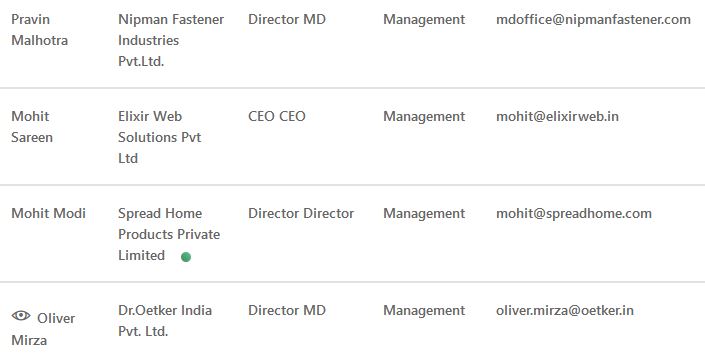 Pravin Malhotra Nipman Fastener Industries Pvt.Ltd. Director MD Management mdoffice@nipmanfastener.com
Mohit Sareen Elixir Web Solutions Pvt Ltd CEO CEO Management mohit@elixirweb.in
Mohit Modi Spread Home Products Private Limited Director Director Management mohit@spreadhome.com
Oliver Mirza Dr.Oetker India Pvt. Ltd. Director MD Management oliver.mirza@oetker.in